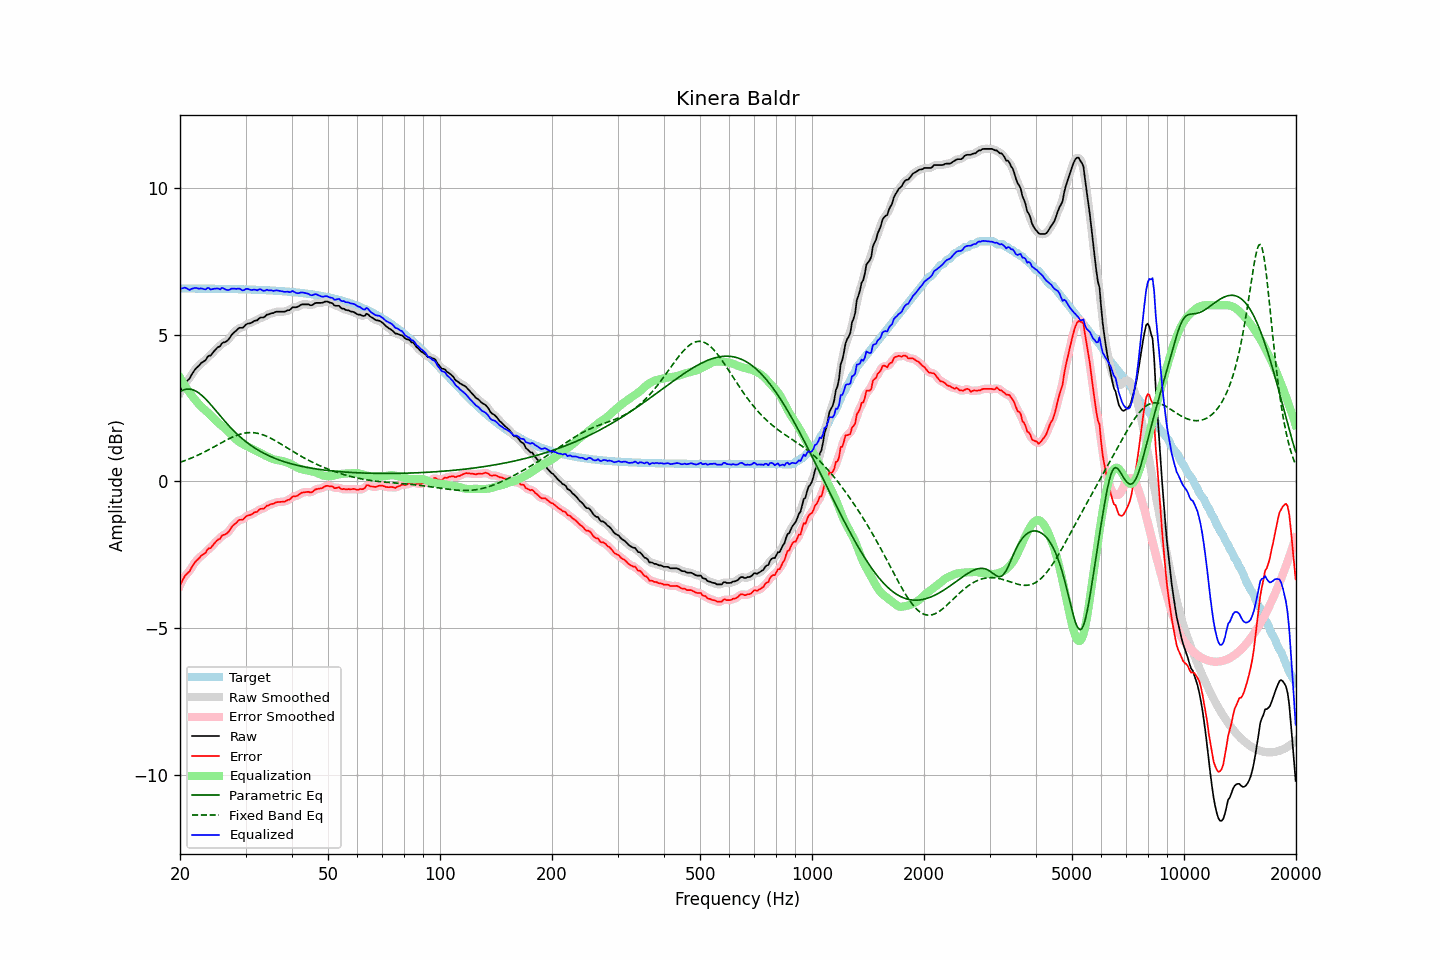 Kinera Baldr
Amplitude (dBr)
10
5
0
−5
−10
Target
Raw Smoothed
Error Smoothed
Raw
Error
Equalization
Parametric Eq
Fixed Band Eq
Equalized
20 50 100 200 500 1000 2000 5000 10000 20000
Frequency (Hz)